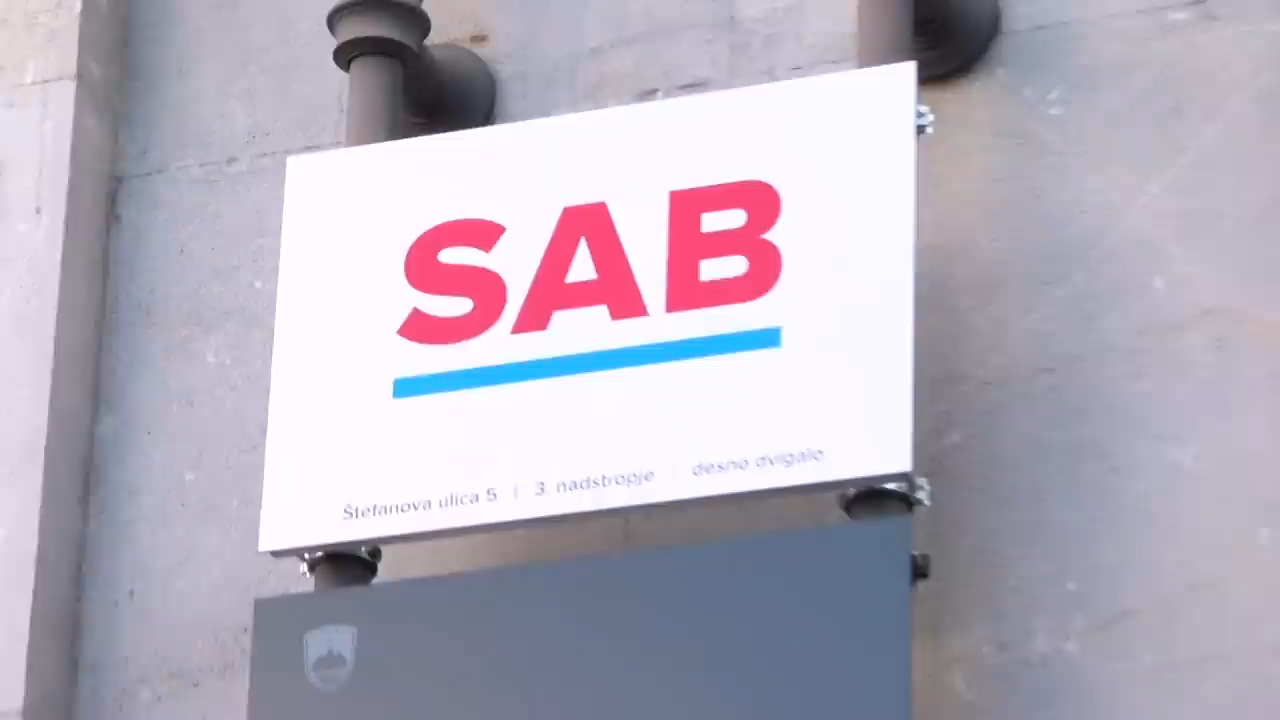 SAB
Štefanova ulica 5 | 3. nadstropje | desno dvigalo